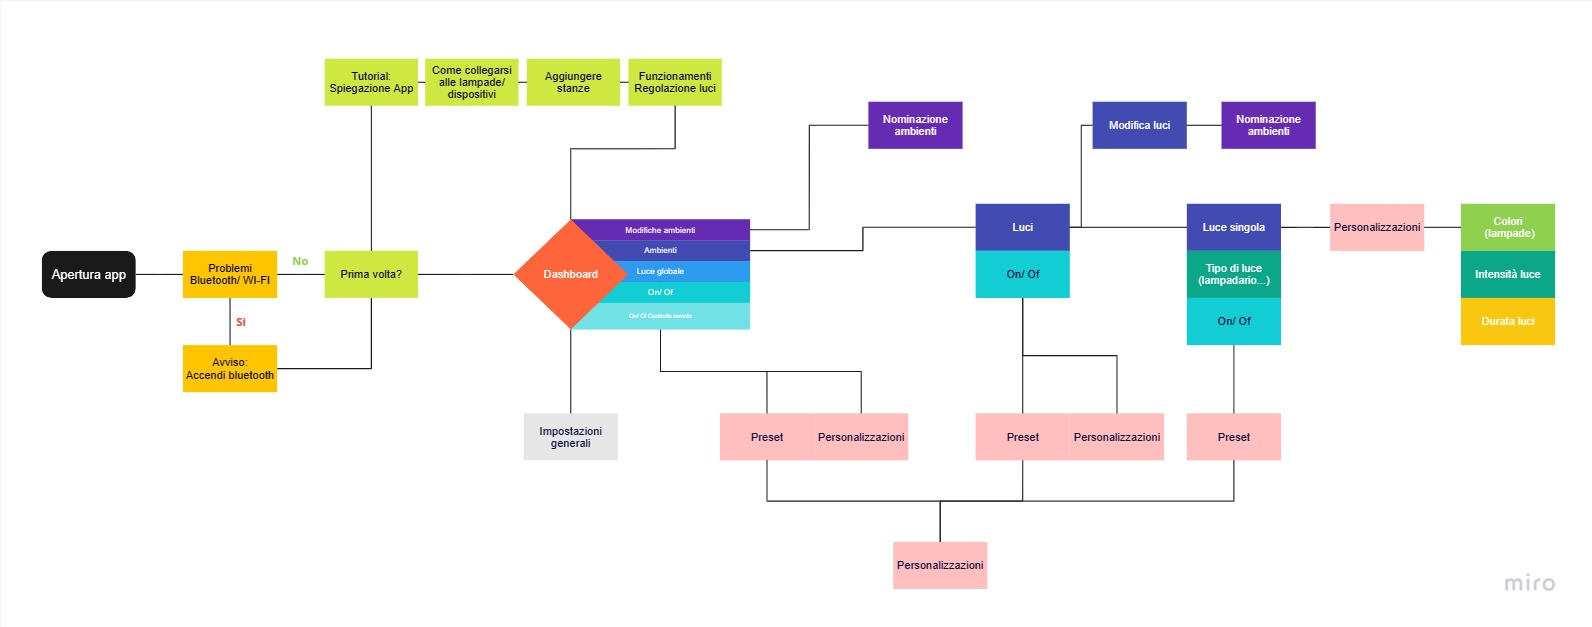 Tutorial:
Spiegazione App
Come collegarsi
alle lampade/
dispositivi
Aggiungere
stanze
Funzionamenti
Regolazione luci
Nominazione
ambienti
Modifica luci
Nominazione
ambienti
Apertura app
Problemi
Bluetooth/ WI-FI
No
Si
Avviso:
Accendi bluetooth
Prima volta?
Dashboard
Modifiche ambienti
Ambienti
Luce globale
On/ Of
On/ Of Controllo remoto
Impostazioni
generali
Luci
On/ Of
Luce singola
Tipo di luce
(lampadario...)
On/ Of
Personalizzazioni
Colori
(lampade)
Intensità luce
Durata luci
Preset
Personalizzazioni
Preset
Personalizzazioni
Preset
Personalizzazioni
miro